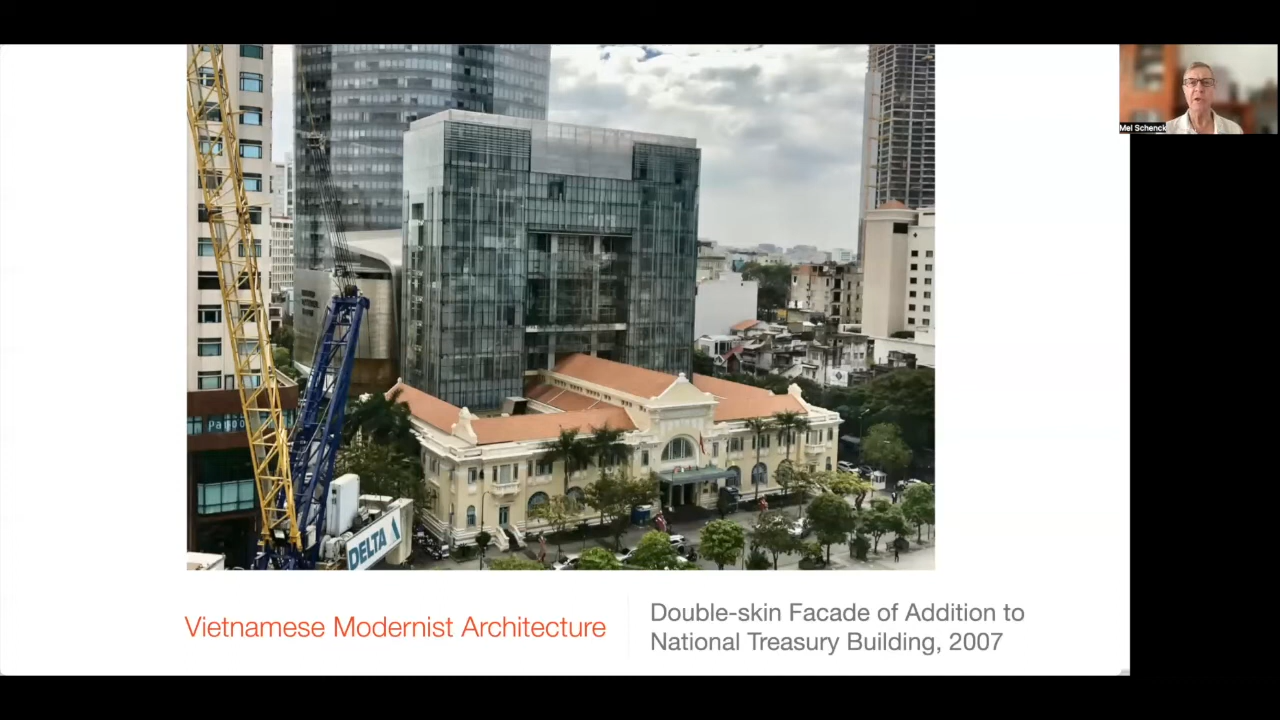 Mel Schenck
DELTA
Vietnamese Modernist Architecture
Double-skin Facade of Addition to
National Treasury Building, 2007